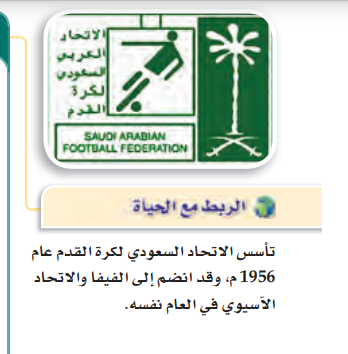 الاتحاد
العربي
السعودي
لكرة
القدم
SAUDI ARABIAN
FOOTBALL FEDERATION
الربط مع الحياة
تأسس الاتحاد السعودي لكرة القدم عام
1956 م، وقد انضم إلى الفيفا والاتحاد
الآسيوي في العام نفسه.